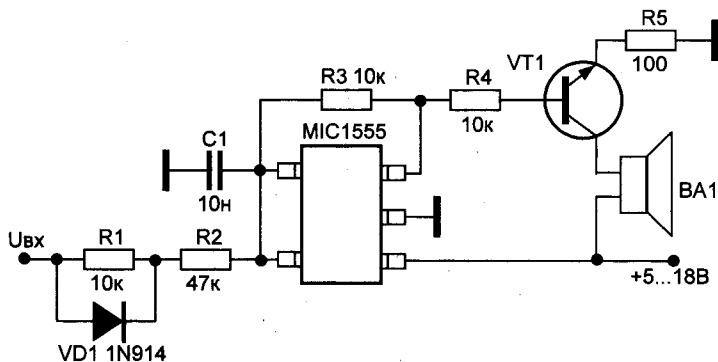 R5
100
VT1
R3 10к
R4
10к
MIC1555
C1
10н
BA1
Uвх
R1
10к
R2
47к
+5...18В
VD1 1N914